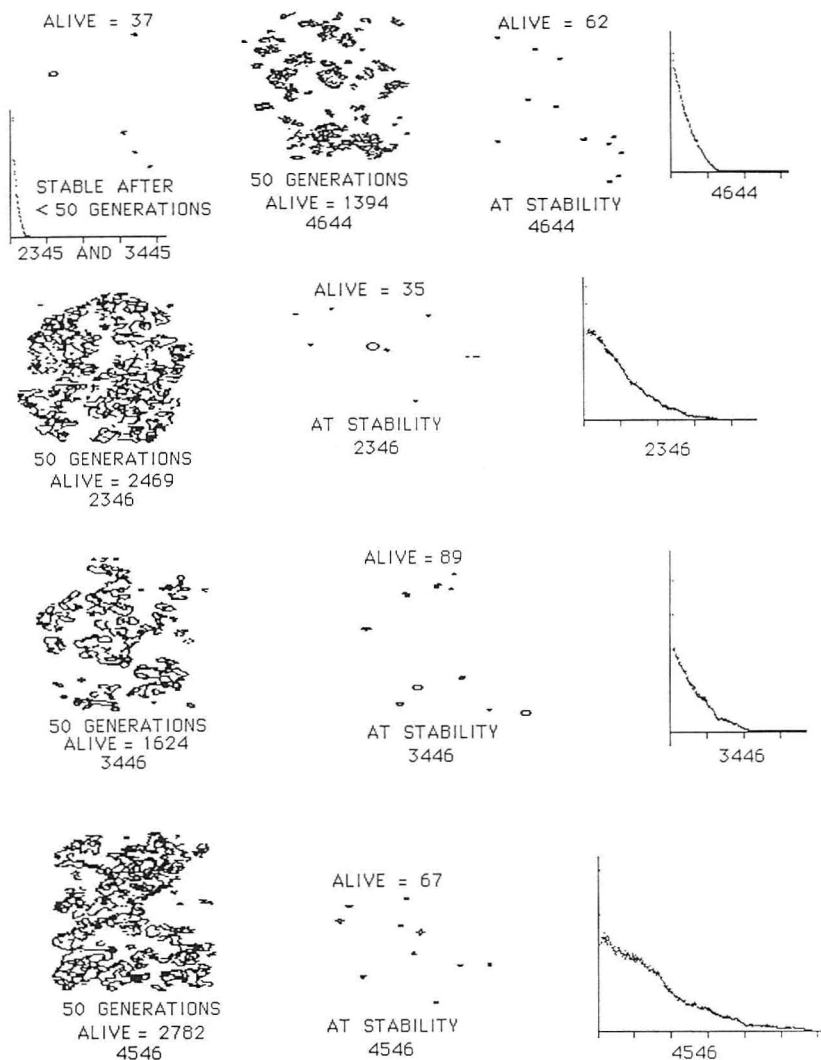 ALIVE = 37
STABLE AFTER
< 50 GENERATIONS
2345 AND 3445
50 GENERATIONS
ALIVE = 1394
4644
ALIVE = 62
AT STABILITY
4644
4644
50 GENERATIONS
ALIVE = 2469
2346
ALIVE = 35
AT STABILITY
2346
2346
50 GENERATIONS
ALIVE = 1624
3446
ALIVE = 89
AT STABILITY
3446
3446
50 GENERATIONS
ALIVE = 2782
4546
ALIVE = 67
AT STABILITY
4546
4546